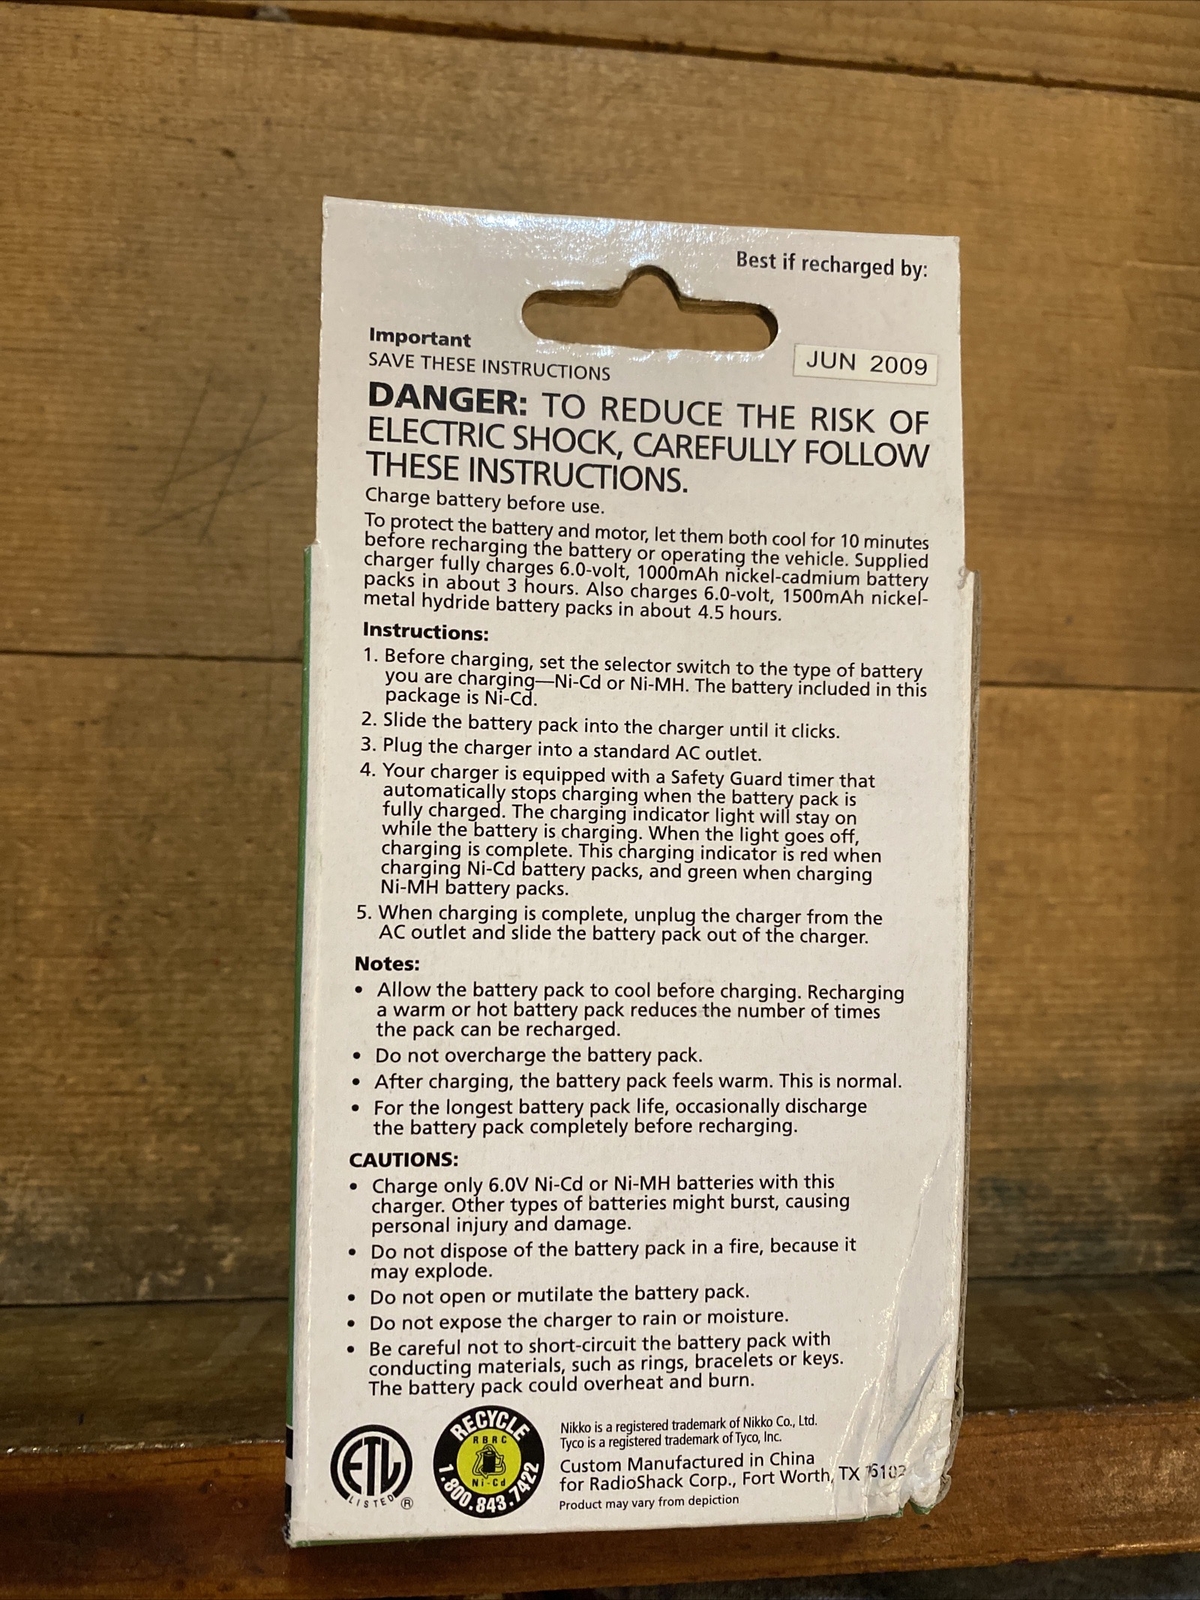 Best if recharged by:
JUN 2009
Important
SAVE THESE INSTRUCTIONS
DANGER: TO REDUCE THE RISK OF
ELECTRIC SHOCK, CAREFULLY FOLLOW
THESE INSTRUCTIONS.
Charge battery before use.
To protect the battery and motor, let them both cool for 10 minutes
before recharging the battery or operating the vehicle. Supplied
charger fully charges 6.0-volt, 1000mAh nickel-cadmium battery
packs in about 3 hours. Also charges 6.0-volt, 1500mAh nickel-
metal hydride battery packs in about 4.5 hours.
Instructions:
1. Before charging, set the selector switch to the type of battery
you are charging—Ni-Cd or Ni-MH. The battery included in this
package is Ni-Cd.
2. Slide the battery pack into the charger until it clicks.
3. Plug the charger into a standard AC outlet.
4. Your charger is equipped with a Safety Guard timer that
automatically stops charging when the battery pack is
fully charged. The charging indicator light will stay on
while the battery is charging. When the light goes off,
charging is complete. This charging indicator is red when
charging Ni-Cd battery packs, and green when charging
Ni-MH battery packs.
5. When charging is complete, unplug the charger from the
AC outlet and slide the battery pack out of the charger.
Notes:
• Allow the battery pack to cool before charging. Recharging
a warm or hot battery pack reduces the number of times
the pack can be recharged.
• Do not overcharge the battery pack.
• After charging, the battery pack feels warm. This is normal.
• For the longest battery pack life, occasionally discharge
the battery pack completely before recharging.
CAUTIONS:
• Charge only 6.0V Ni-Cd or Ni-MH batteries with this
charger. Other types of batteries might burst, causing
personal injury and damage.
• Do not dispose of the battery pack in a fire, because it
may explode.
• Do not open or mutilate the battery pack.
• Do not expose the charger to rain or moisture.
• Be careful not to short-circuit the battery pack with
conducting materials, such as rings, bracelets or keys.
The battery pack could overheat and burn.
ETL
LISTED ®
RECYCLE
RBRC
Ni-Cd
1.800.843.7422
Nikko is a registered trademark of Nikko Co., Ltd.
Tyco is a registered trademark of Tyco, Inc.
Custom Manufactured in China
for RadioShack Corp., Fort Worth, TX 76102
Product may vary from depiction